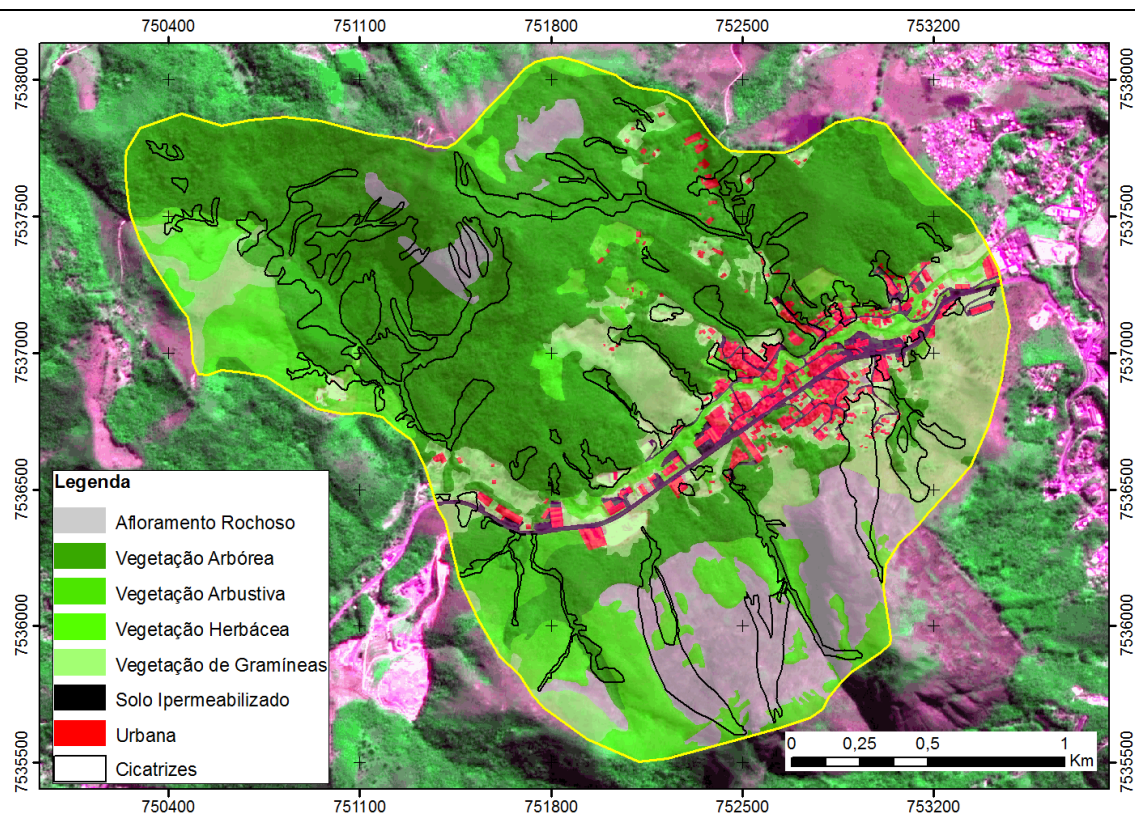 750400 751100 751800 752500 753200
7538000 7538000
7537500 7537500
7537000 7537000
7536500 7536500
Legenda
Afloramento Rochoso
Vegetação Arbórea
Vegetação Arbustiva
Vegetação Herbácea
Vegetação de Gramíneas
Solo Ipermeabilizado
Urbana
Cicatrizes
7536000 7536000
0 0,25 0,5 1
Km
7535500 7535500
750400 751100 751800 752500 753200